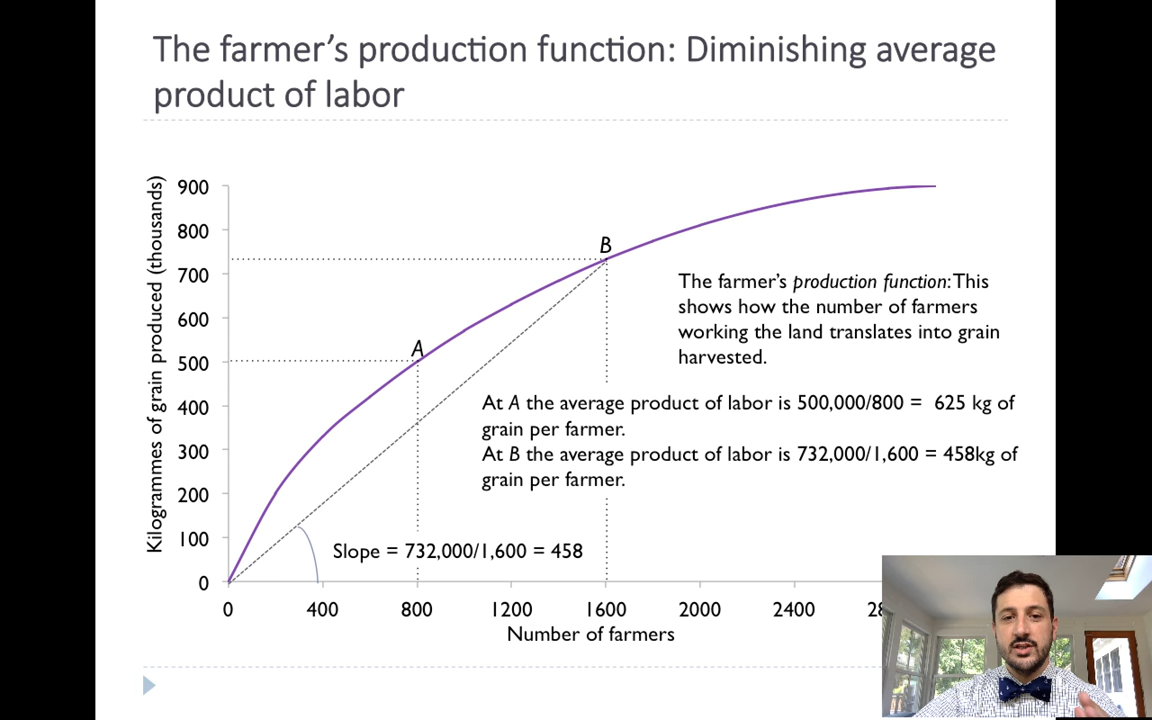 The farmer’s production function: Diminishing average
product of labor
Kilogrammes of grain produced (thousands)
900
800
700
600
500
400
300
200
100
0
B
A
The farmer’s production function: This
shows how the number of farmers
working the land translates into grain
harvested.
At A the average product of labor is 500,000/800 = 625 kg of
grain per farmer.
At B the average product of labor is 732,000/1,600 = 458kg of
grain per farmer.
Slope = 732,000/1,600 = 458
0 400 800 1200 1600 2000 2400
Number of farmers